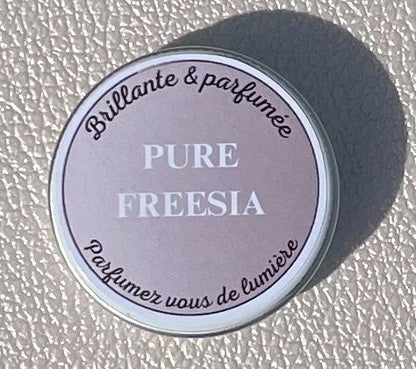 Brillante & parfumée
PURE
FREESIA
Parfumez vous de lumière